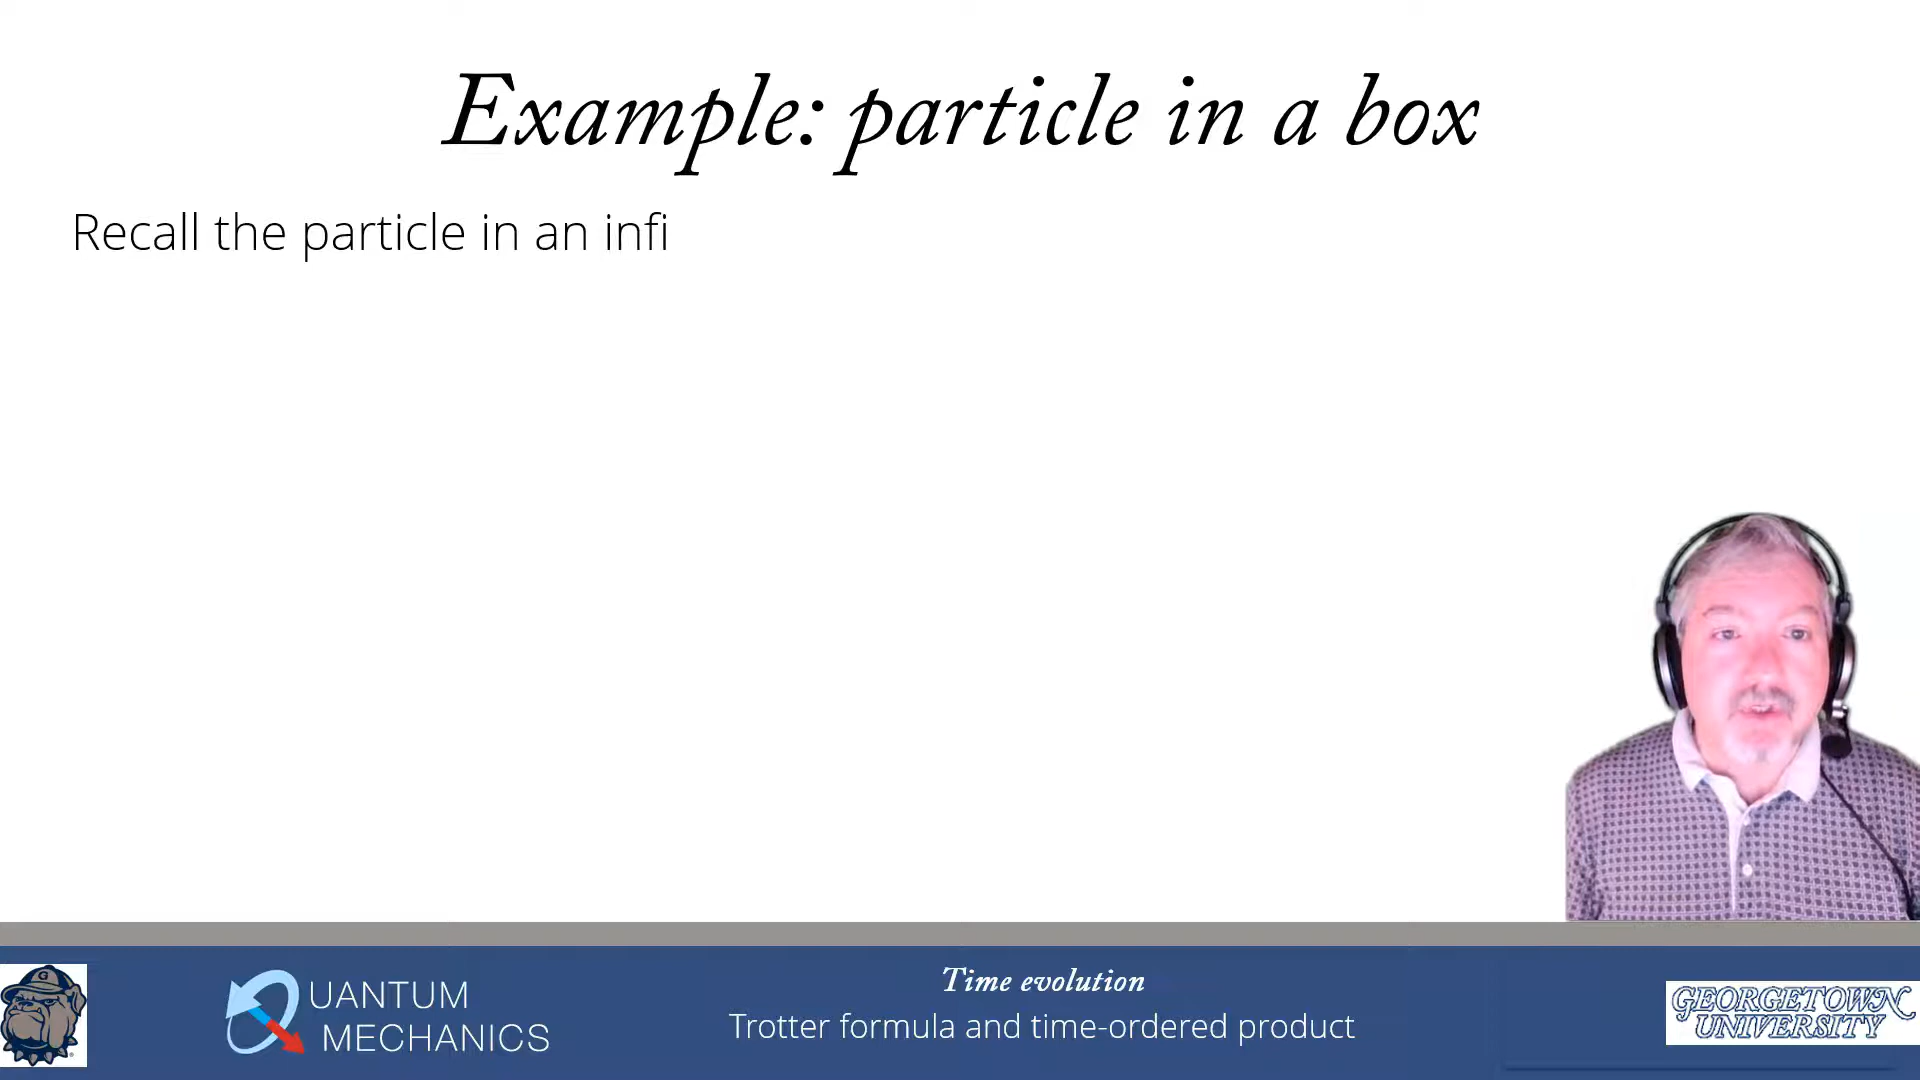 Example: particle in a box
Recall the particle in an infi
QUANTUM
MECHANICS
Time evolution
Trotter formula and time-ordered product
G
GEORGETOWN
UNIVERSITY